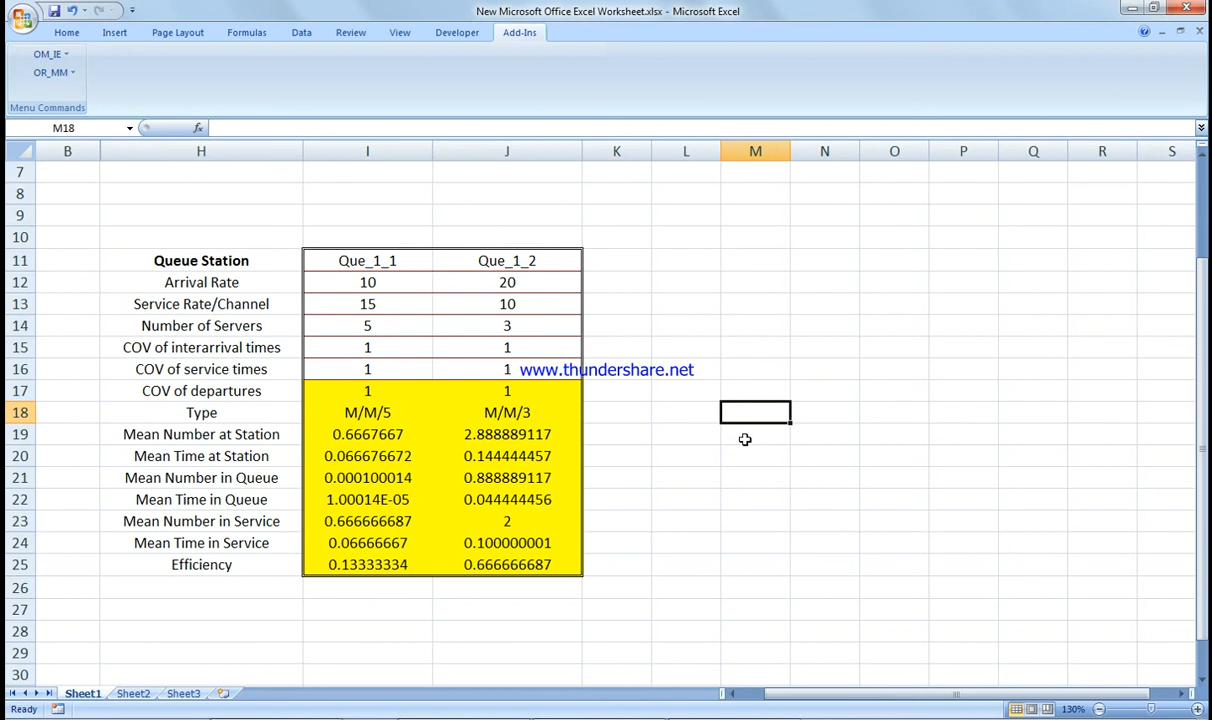 New Microsoft Office Excel Worksheet.xlsx - Microsoft Excel
Home Insert Page Layout Formulas Data Review View Developer Add-Ins
OM_IE
OR_MM
Menu Commands
M18 fx
B H I J K L M N O P Q R S
7
8
9
10
11 Queue Station Que_1_1 Que_1_2
12 Arrival Rate 10 20
13 Service Rate/Channel 15 10
14 Number of Servers 5 3
15 COV of interarrival times 1 1
16 COV of service times 1 1 www.thundershare.net
17 COV of departures 1 1
18 Type M/M/5 M/M/3
19 Mean Number at Station 0.6667667 2.888889117
20 Mean Time at Station 0.066676672 0.144444457
21 Mean Number in Queue 0.000100014 0.888889117
22 Mean Time in Queue 1.00014E-05 0.044444456
23 Mean Number in Service 0.666666687 2
24 Mean Time in Service 0.06666667 0.100000001
25 Efficiency 0.13333334 0.666666687
26
27
28
29
30
Sheet1 Sheet2 Sheet3
Ready 130%